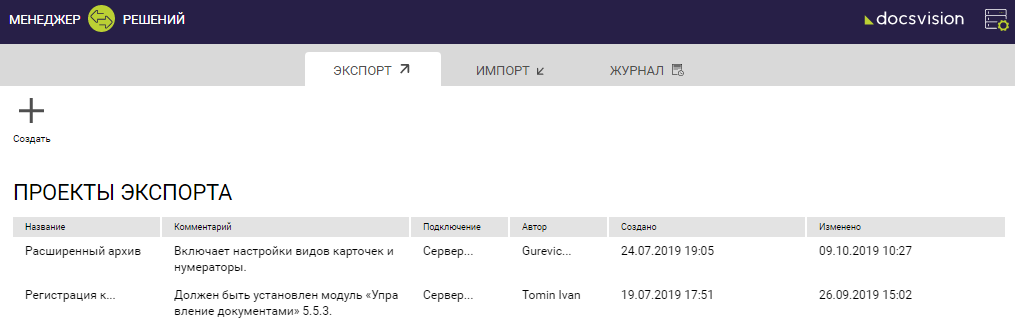 МЕНЕДЖЕР РЕШЕНИЙ docsvision
ЭКСПОРТ ИМПОРТ ЖУРНАЛ
Создать
ПРОЕКТЫ ЭКСПОРТА
Название Комментарий Подключение Автор Создано Изменено
Расширенный архив Включает настройки видов карточек и Сервер... Gurevic... 24.07.2019 19:05 09.10.2019 10:27
нумераторы.
Регистрация к... Должен быть установлен модуль «Упра Сервер... Tomin Ivan 19.07.2019 17:51 26.09.2019 15:02
вление документами» 5.5.3.